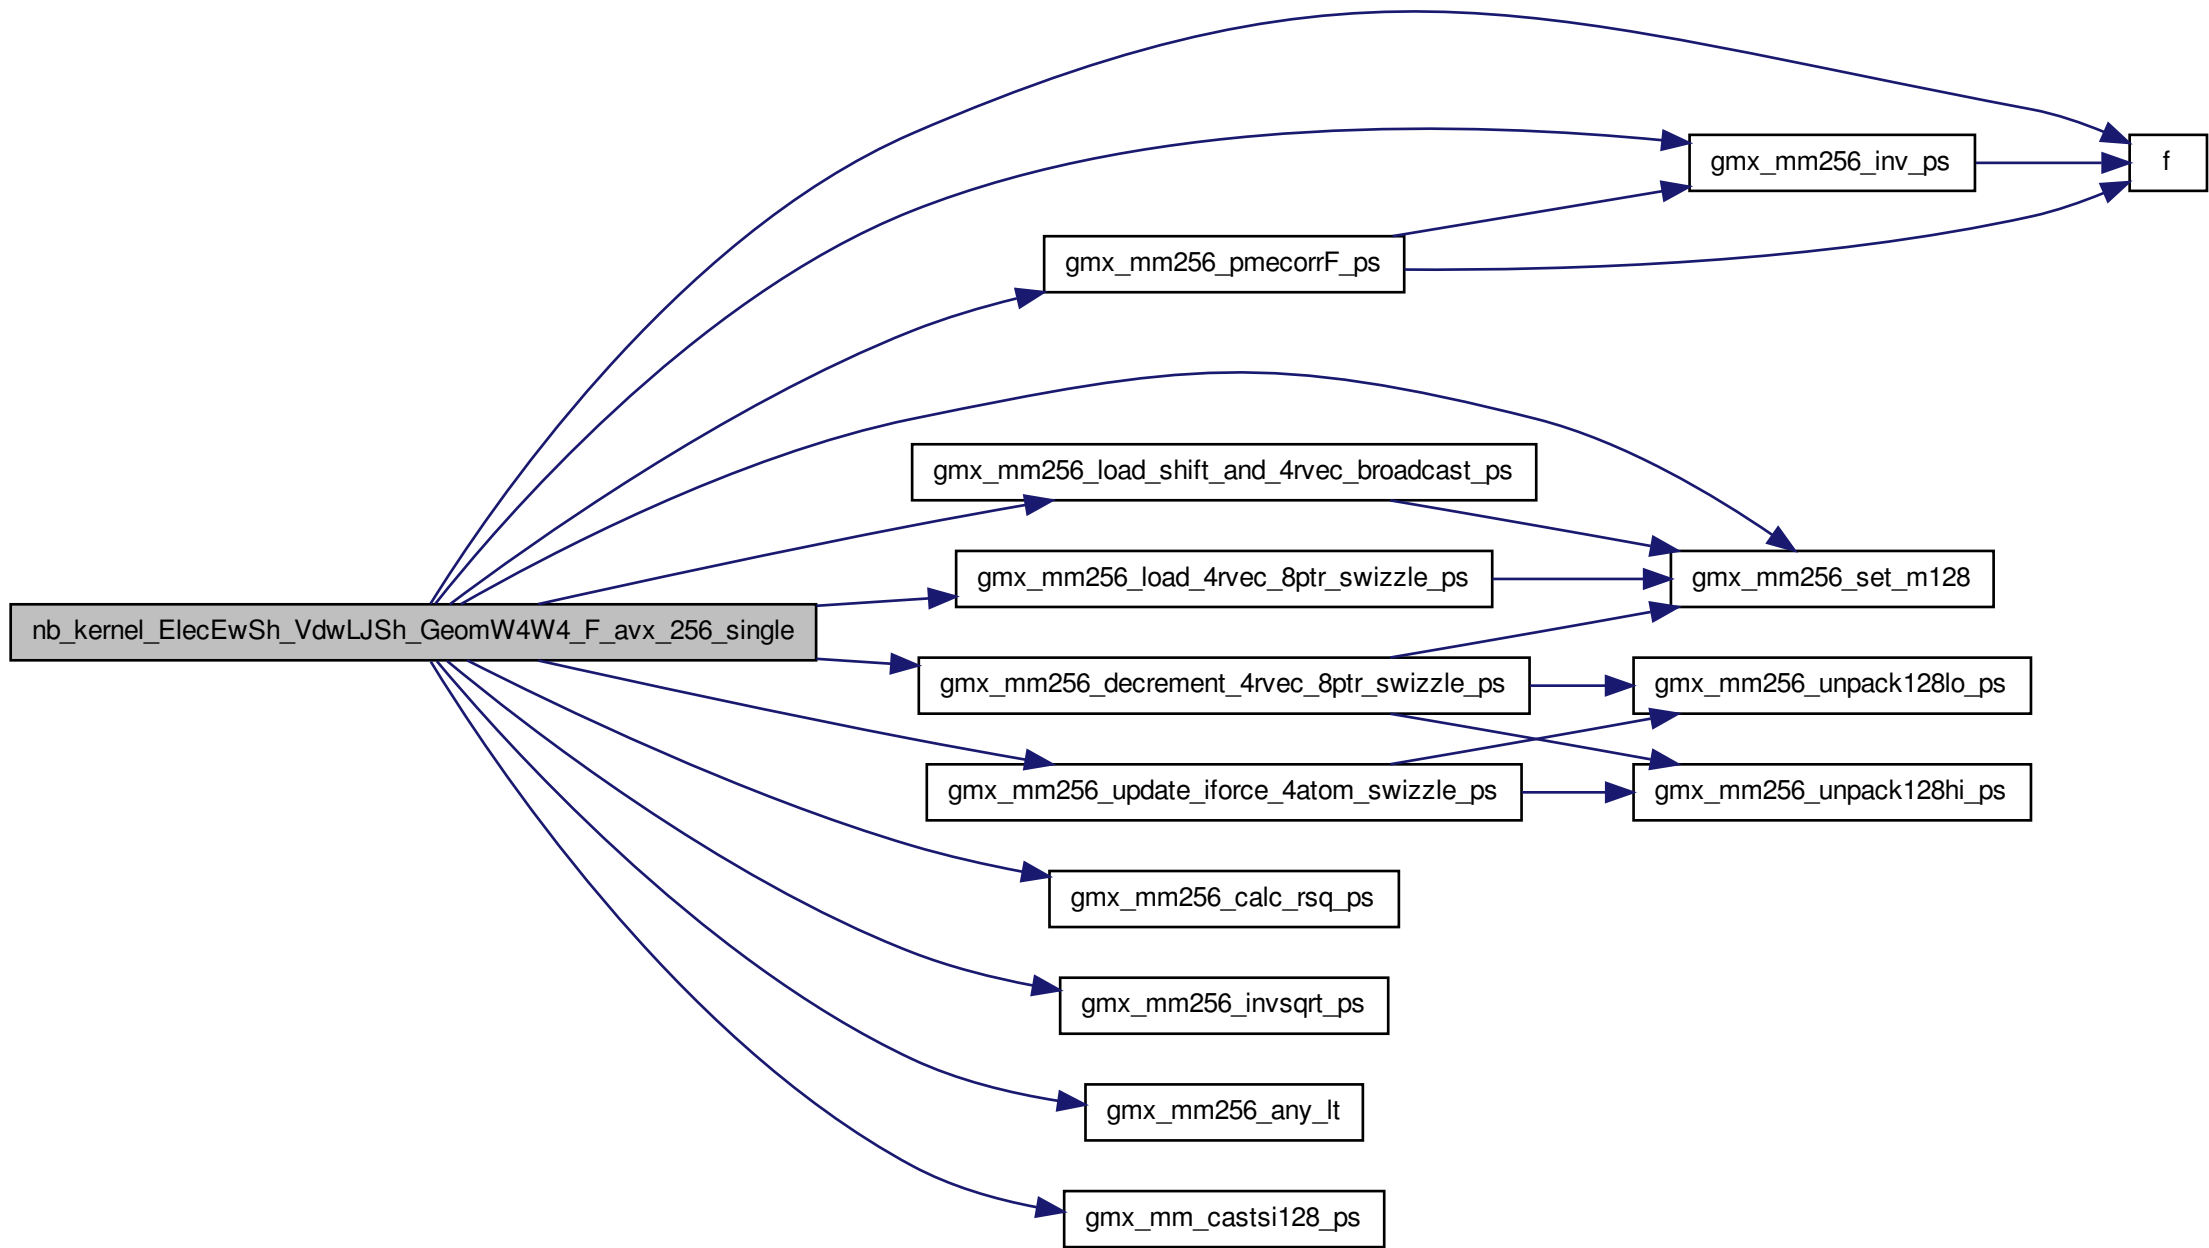 f
gmx_mm256_inv_ps
gmx_mm256_pmecorrF_ps
gmx_mm256_load_shift_and_4rvec_broadcast_ps
gmx_mm256_load_4rvec_8ptr_swizzle_ps
gmx_mm256_set_m128
nb_kernel_ElecEwSh_VdwLJSh_GeomW4W4_F_avx_256_single
gmx_mm256_decrement_4rvec_8ptr_swizzle_ps
gmx_mm256_unpack128lo_ps
gmx_mm256_update_iforce_4atom_swizzle_ps
gmx_mm256_unpack128hi_ps
gmx_mm256_calc_rsq_ps
gmx_mm256_invsqrt_ps
gmx_mm256_any_lt
gmx_mm_castsi128_ps